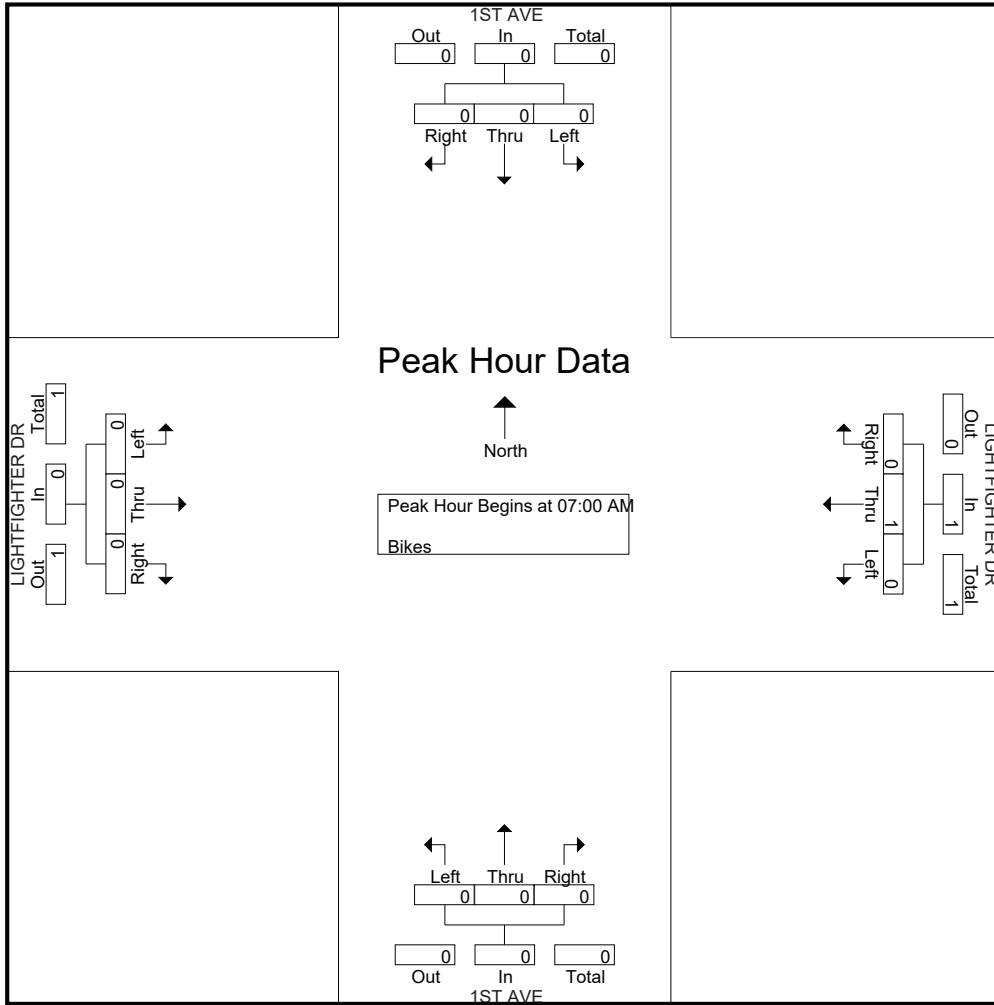 1ST AVE
Out In Total
0 0 0
0 0 0
Right Thru Left
Peak Hour Data
North
Peak Hour Begins at 07:00 AM
Bikes
LIGHTFIGHTER DR
Out In Total
1 0 1
0 0 0
Right Thru Left
LIGHTFIGHTER DR
Out In Total
0 1 1
0 1 0
Right Thru Left
Left Thru Right
0 0 0
0 0 0
Out In Total
1ST AVE